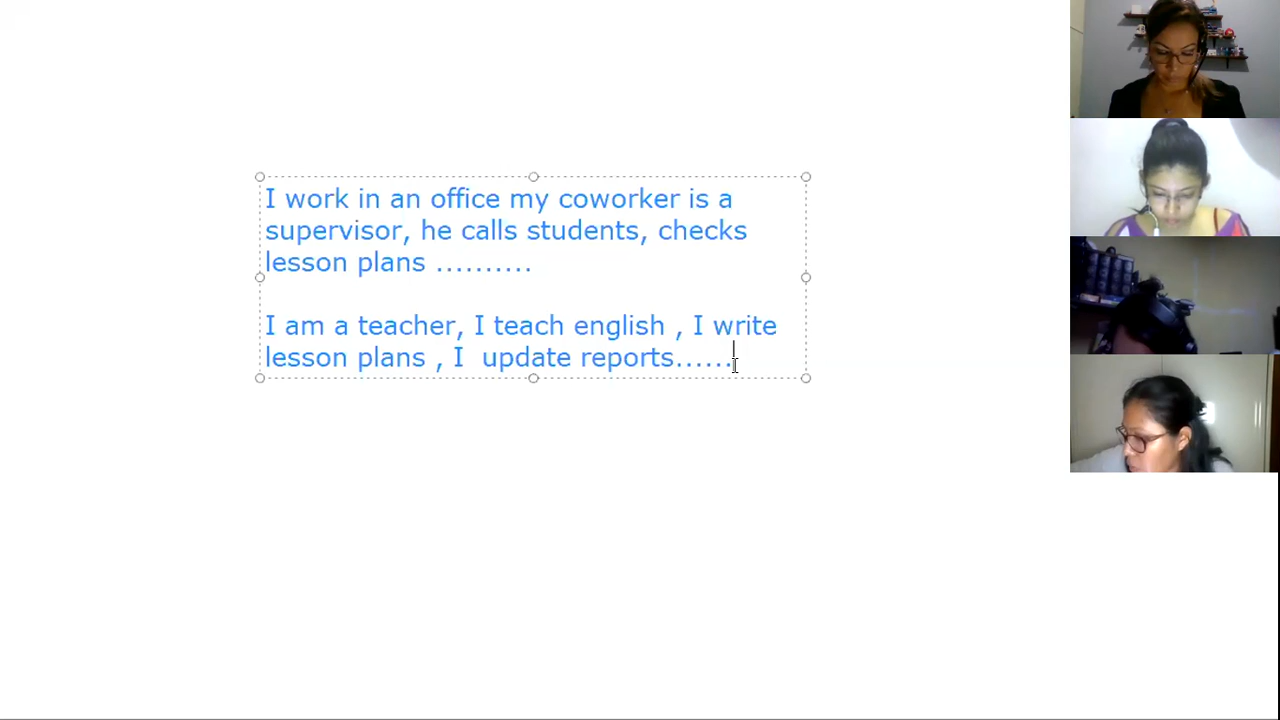 I work in an office my coworker is a
supervisor, he calls students, checks
lesson plans ..........
I am a teacher, I teach english , I write
lesson plans , I  update reports......